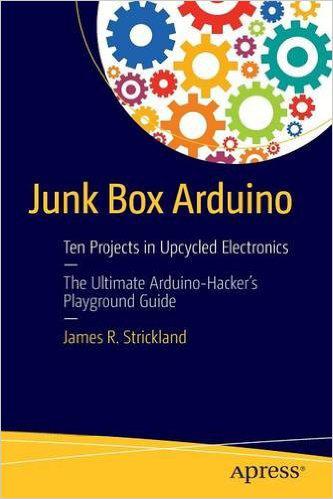 Junk Box Arduino
Ten Projects in Upcycled Electronics
The Ultimate Arduino-Hacker's
Playground Guide
James R. Strickland
Apress®